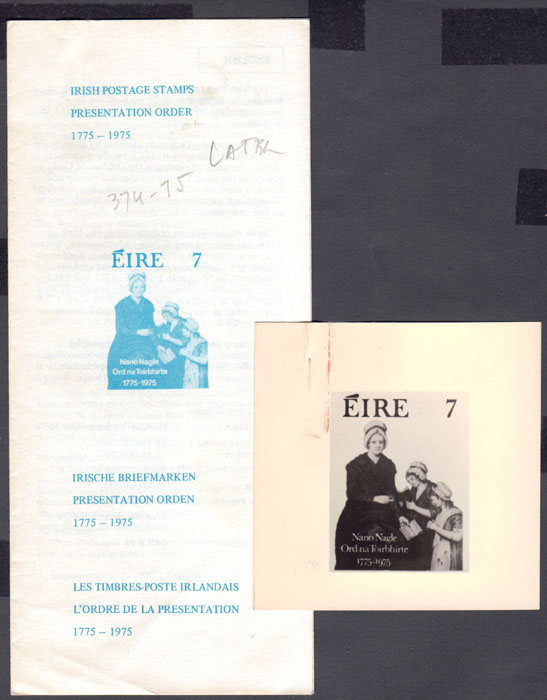 IRISH POSTAGE STAMPS
PRESENTATION ORDER
1775 – 1975
LATER
374-75
ÉIRE 7
Nano Nagle
Ord na Toirbhirte
1775-1975
IRISCHE BRIEFMARKEN
PRESENTATION ORDEN
1775 – 1975
LES TIMBRES-POSTE IRLANDAIS
L'ORDRE DE LA PRESENTATION
1775 – 1975
ÉIRE 7
Nano Nagle
Ord na Toirbhirte
1775-1975